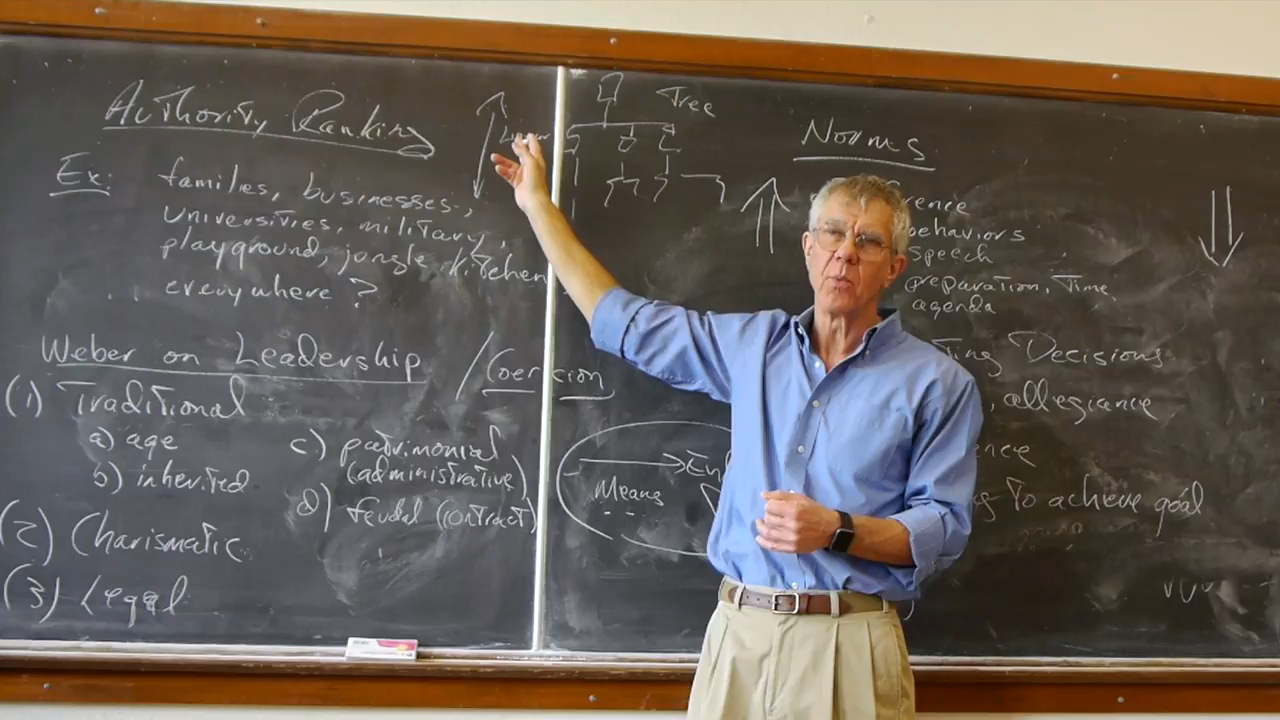 Authority Ranking
Ex: families, businesses,
universities, military,
playground, jungle, kitchen
everywhere?
Weber on Leadership / Coercion
(1) Traditional
a) age
b) inherited
c.) patrimonial
(administrative)
d) feudal (contract)
(2) Charismatic
(3) Legal
Tree
Means
Norms
behaviors
speech
preparation, Time,
agenda
Decisions
, allegiance
To achieve goal